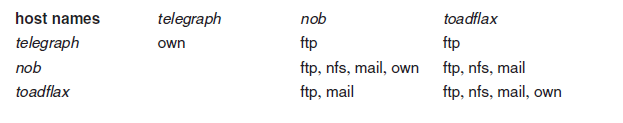 host names telegraph nob toadflax
telegraph own ftp ftp
nob ftp, nfs, mail, own ftp, nfs, mail
toadflax ftp, mail ftp, nfs, mail, own